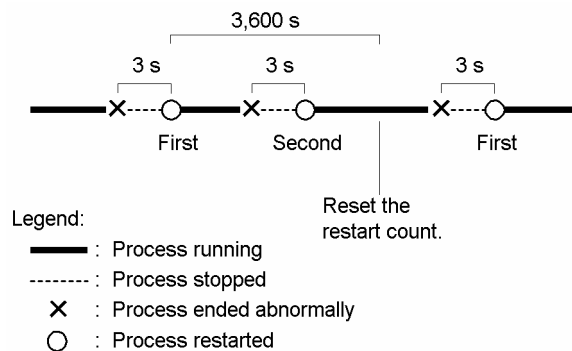 3,600 s
3 s
3 s
3 s
First
Second
First
Reset the
restart count.
Legend:
: Process running
: Process stopped
: Process ended abnormally
: Process restarted